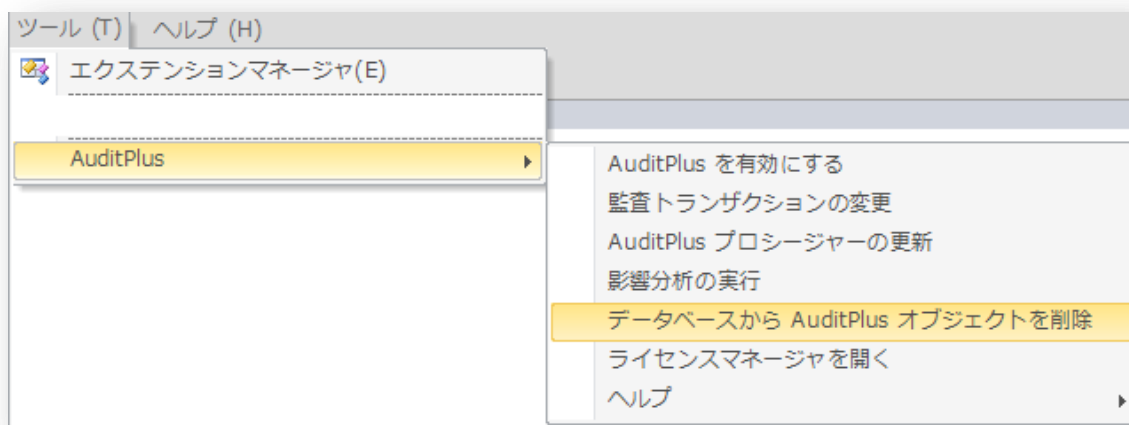 ツール (T) ヘルプ (H)
エクステンションマネージャ(E)
AuditPlus
AuditPlus を有効にする
監査トランザクションの変更
AuditPlus プロシージャーの更新
影響分析の実行
データベースから AuditPlus オブジェクトを削除
ライセンスマネージャを開く
ヘルプ